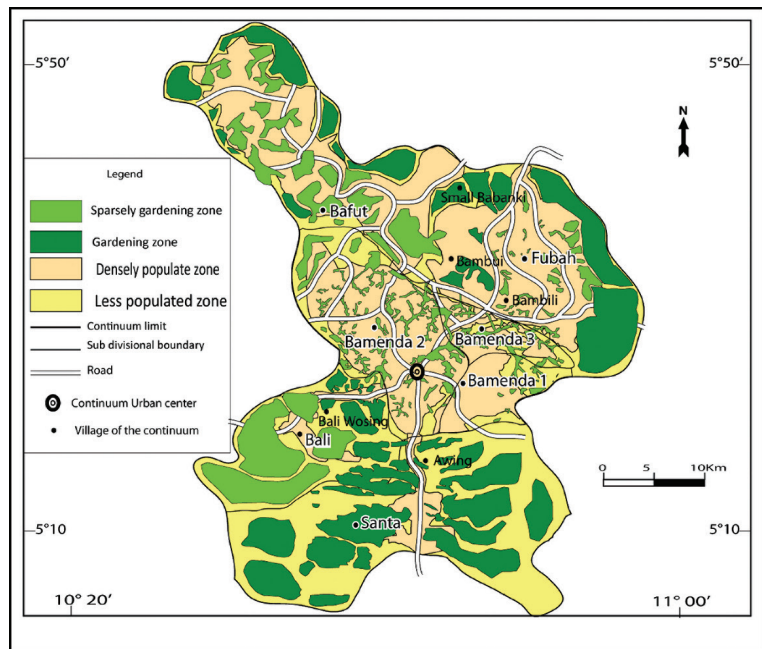 5°50'
5°50'
N
Legend
Sparsely gardening zone
Gardening zone
Densely populate zone
Less populated zone
Continuum limit
Sub divisional boundary
Road
Continuum Urban center
Village of the continuum
Small Babanki
Bafut
Bambui
Fubah
Bambili
Bamenda 2
Bamenda 3
Bamenda 1
Bali Wosing
Bali
Awing
0 5 10Km
Santa
5°10'
5°10'
10°20'
11°00'